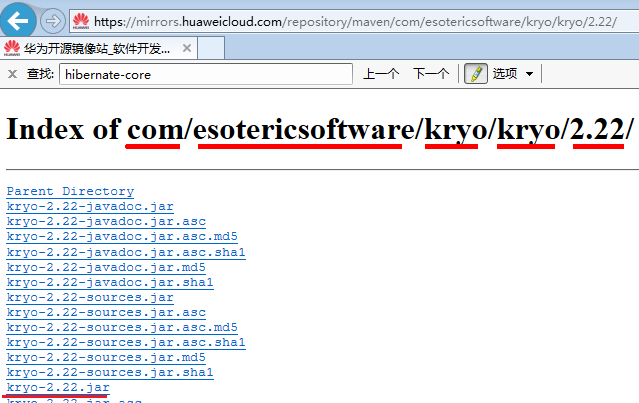 https://mirrors.huaweicloud.com/repository/maven/com/esotericsoftware/kryo/kryo/2.22/
HUAWEI 华为开源镜像站_软件开发... ×
× 查找: hibernate-core 上一个 下一个 选项
Index of com/esotericsoftware/kryo/kryo/2.22/
Parent Directory
kryo-2.22-javadoc.jar
kryo-2.22-javadoc.jar.asc
kryo-2.22-javadoc.jar.asc.md5
kryo-2.22-javadoc.jar.asc.sha1
kryo-2.22-javadoc.jar.md5
kryo-2.22-javadoc.jar.sha1
kryo-2.22-sources.jar
kryo-2.22-sources.jar.asc
kryo-2.22-sources.jar.asc.md5
kryo-2.22-sources.jar.asc.sha1
kryo-2.22-sources.jar.md5
kryo-2.22-sources.jar.sha1
kryo-2.22.jar
kryo-2.22.jar.asc